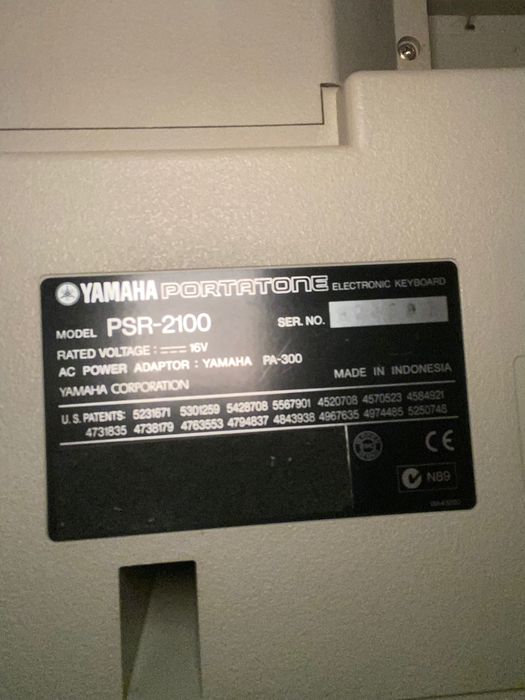 YAMAHA PORTATONE ELECTRONIC KEYBOARD
MODEL PSR-2100 SER. NO.
RATED VOLTAGE : 16V
AC POWER ADAPTOR : YAMAHA PA-300
YAMAHA CORPORATION MADE IN INDONESIA
U.S. PATENTS: 5231671 5301259 5428708 5567901 4520708 4570523 4584921
4731835 4738179 4763553 4794837 4843938 4967635 4974485 5250748
CE
N89